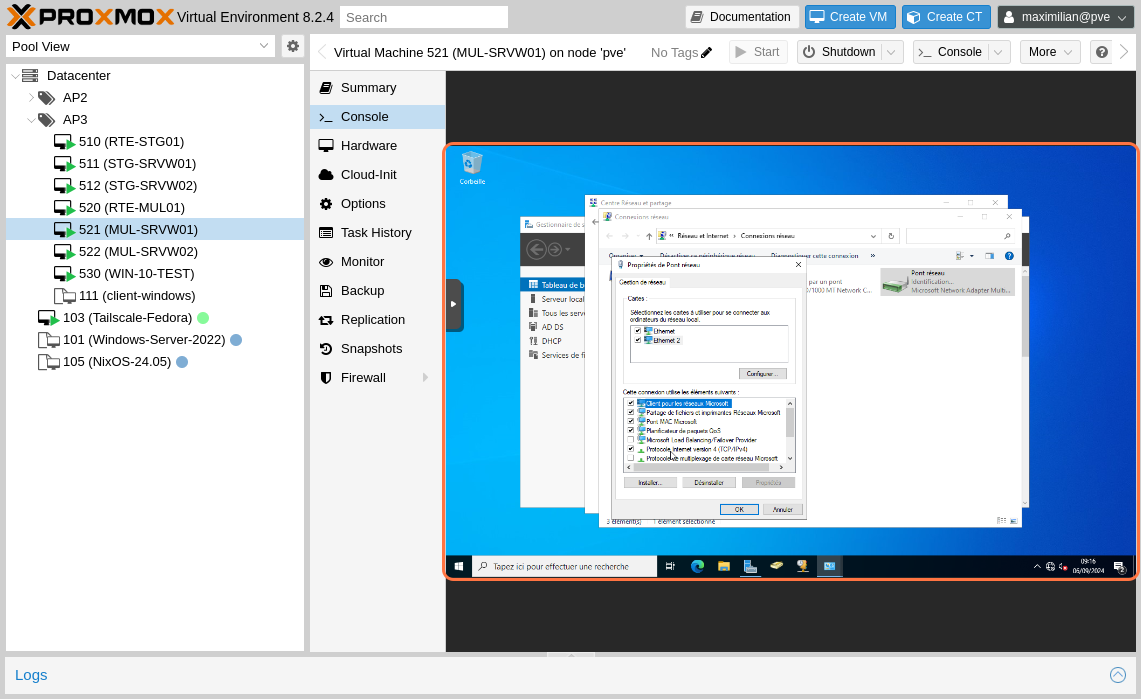 PROXMOX Virtual Environment 8.2.4 Search Documentation Create VM Create CT maximilian@pve
Pool View
Virtual Machine 521 (MUL-SRVW01) on node 'pve' No Tags Start Shutdown Console More
Datacenter
AP2
AP3
510 (RTE-STG01)
511 (STG-SRVW01)
512 (STG-SRVW02)
520 (RTE-MUL01)
521 (MUL-SRVW01)
522 (MUL-SRVW02)
530 (WIN-10-TEST)
111 (client-windows)
103 (Tailscale-Fedora)
101 (Windows-Server-2022)
105 (NixOS-24.05)
Summary
Console
Hardware
Cloud-Init
Options
Task History
Monitor
Backup
Replication
Snapshots
Firewall
Corbeille
Centre Réseau et partage
Connexions réseau
Gestionnaire de s
Réseau et Internet > Connexions réseau
Organiser Désactiver ce périphérique réseau Diagnostiquer cette connexion »
Tableau de b
Serveur local
Tous les serve
AD DS
DHCP
Services de fi
par un pont
/1000 MT Network C...
Pont réseau
Identification...
Microsoft Network Adapter Mult...
Propriétés de Pont réseau
Gestion de réseau
Cartes :
Sélectionnez les cartes à utiliser pour se connecter aux
ordinateurs du réseau local.
Ethernet
Ethernet 2
Configurer...
Cette connexion utilise les éléments suivants :
Client pour les réseaux Microsoft
Partage de fichiers et imprimantes Réseaux Microsoft
Pont MAC Microsoft
Planificateur de paquets QoS
Microsoft Load Balancing/Failover Provider
Protocole Internet version 4 (TCP/IPv4)
Protocole de multiplexage de carte réseau Microsoft
Installer... Désinstaller Propriétés
OK Annuler
3 élément(s) 1 élément sélectionné
Tapez ici pour effectuer une recherche
09:16
06/09/2024
2
Logs